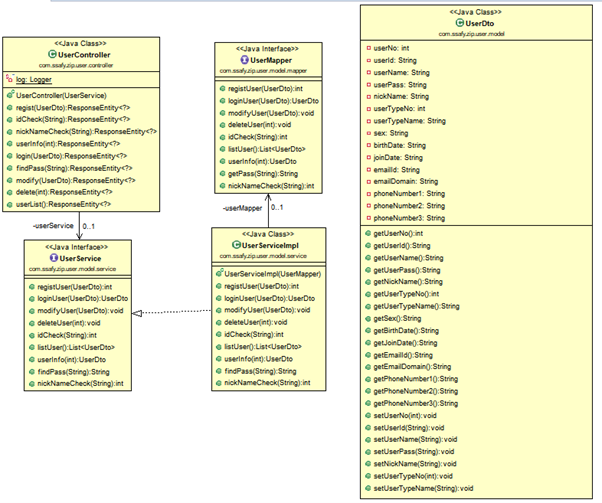 <<Java Class>>
UserController
com.ssafy.zip.user.controller
log: Logger
UserController(UserService)
regist(UserDto):ResponseEntity<?>
idCheck(String):ResponseEntity<?>
nickNameCheck(String):ResponseEntity<?>
userInfo(int):ResponseEntity<?>
login(UserDto):ResponseEntity<?>
findPass(String):ResponseEntity<?>
modify(UserDto):ResponseEntity<?>
delete(int):ResponseEntity<?>
userList():ResponseEntity<?>
-userService 0..1
<<Java Interface>>
UserService
com.ssafy.zip.user.model.service
registUser(UserDto):int
loginUser(UserDto):UserDto
modifyUser(UserDto):void
deleteUser(int):void
idCheck(String):int
listUser():List<UserDto>
userInfo(int):UserDto
findPass(String):String
nickNameCheck(String):int
<<Java Interface>>
UserMapper
com.ssafy.zip.user.model.mapper
registUser(UserDto):int
loginUser(UserDto):UserDto
modifyUser(UserDto):void
deleteUser(int):void
idCheck(String):int
listUser():List<UserDto>
userInfo(int):UserDto
getPass(String):String
nickNameCheck(String):int
-userMapper 0..1
<<Java Class>>
UserServiceImpl
com.ssafy.zip.user.model.service
UserServiceImpl(UserMapper)
registUser(UserDto):int
loginUser(UserDto):UserDto
modifyUser(UserDto):void
deleteUser(int):void
idCheck(String):int
listUser():List<UserDto>
userInfo(int):UserDto
findPass(String):String
nickNameCheck(String):int
<<Java Class>>
UserDto
com.ssafy.zip.user.model
userNo: int
userId: String
userName: String
userPass: String
nickName: String
userTypeNo: int
userTypeName: String
sex: String
birthDate: String
joinDate: String
emailId: String
emailDomain: String
phoneNumber1: String
phoneNumber2: String
phoneNumber3: String
getUserNo():int
getUserId():String
getUserName():String
getUserPass():String
getNickName():String
getUserTypeNo():int
getUserTypeName():String
getSex():String
getBirthDate():String
getJoinDate():String
getEmailId():String
getEmailDomain():String
getPhoneNumber1():String
getPhoneNumber2():String
getPhoneNumber3():String
setUserNo(int):void
setUserId(String):void
setUserName(String):void
setUserPass(String):void
setNickName(String):void
setUserTypeNo(int):void
setUserTypeName(String):void